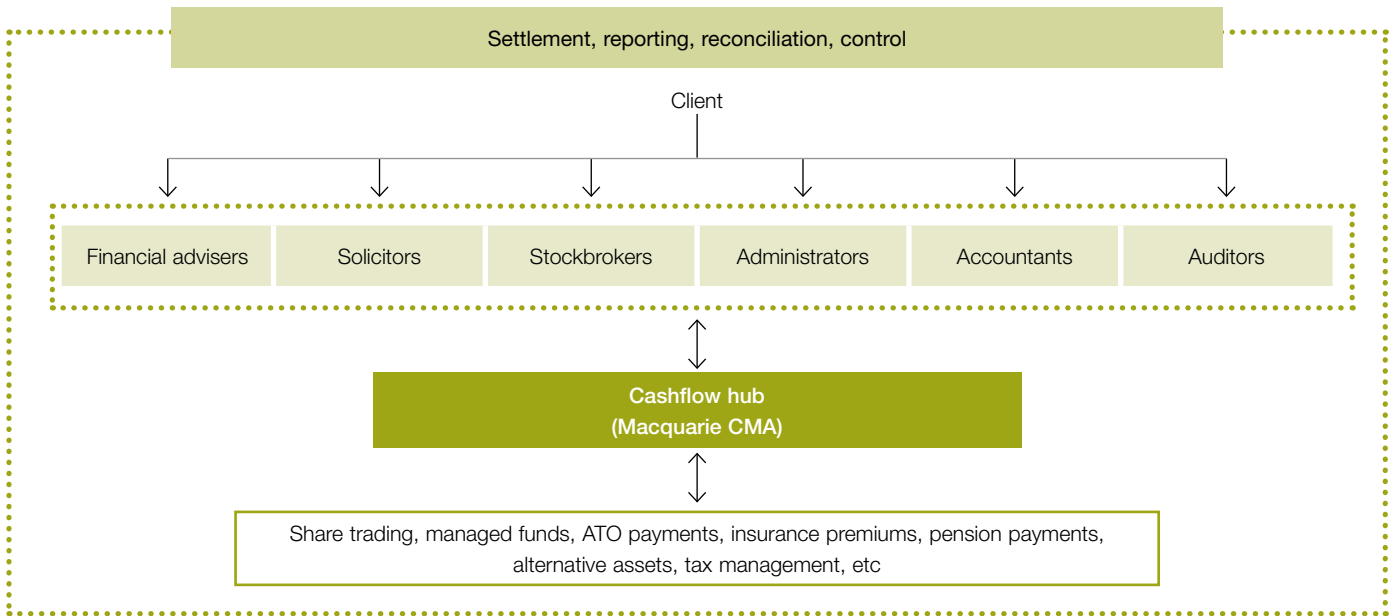 Settlement, reporting, reconciliation, control
Client
Financial advisers
Solicitors
Stockbrokers
Administrators
Accountants
Auditors
Cashflow hub
(Macquarie CMA)
Share trading, managed funds, ATO payments, insurance premiums, pension payments,
alternative assets, tax management, etc